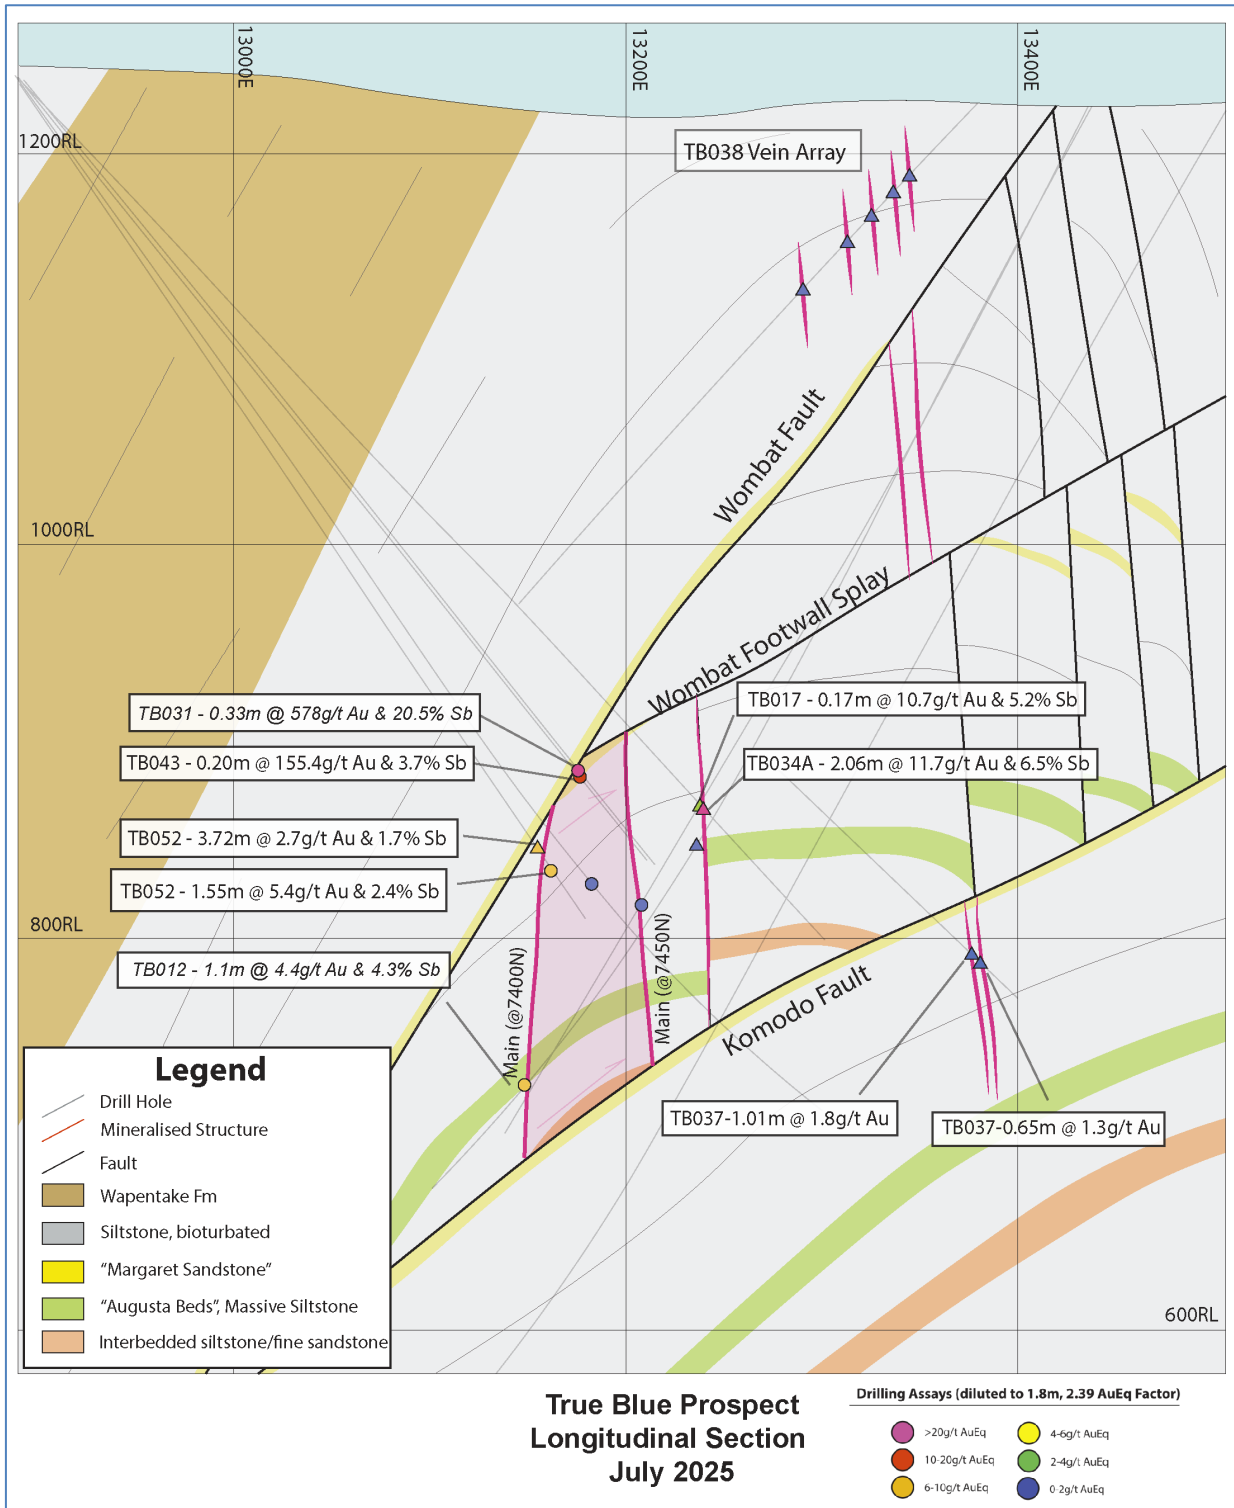 13000E
13200E
13400E
1200RL
TB038 Vein Array
Wombat Fault
1000RL
Wombat Footwall Splay
TB031 - 0.33m @ 578g/t Au & 20.5% Sb
TB017 - 0.17m @ 10.7g/t Au & 5.2% Sb
TB043 - 0.20m @ 155.4g/t Au & 3.7% Sb
TB034A - 2.06m @ 11.7g/t Au & 6.5% Sb
TB052 - 3.72m @ 2.7g/t Au & 1.7% Sb
TB052 - 1.55m @ 5.4g/t Au & 2.4% Sb
800RL
TB012 - 1.1m @ 4.4g/t Au & 4.3% Sb
Main (@7400N)
Main (@7450N)
Komodo Fault
TB037-1.01m @ 1.8g/t Au
TB037-0.65m @ 1.3g/t Au
600RL
Legend
Drill Hole
Mineralised Structure
Fault
Wapentake Fm
Siltstone, bioturbated
“Margaret Sandstone”
“Augusta Beds”, Massive Siltstone
Interbedded siltstone/fine sandstone
True Blue Prospect
Longitudinal Section
July 2025
Drilling Assays (diluted to 1.8m, 2.39 AuEq Factor)
>20g/t AuEq
10-20g/t AuEq
6-10g/t AuEq
4-6g/t AuEq
2-4g/t AuEq
0-2g/t AuEq